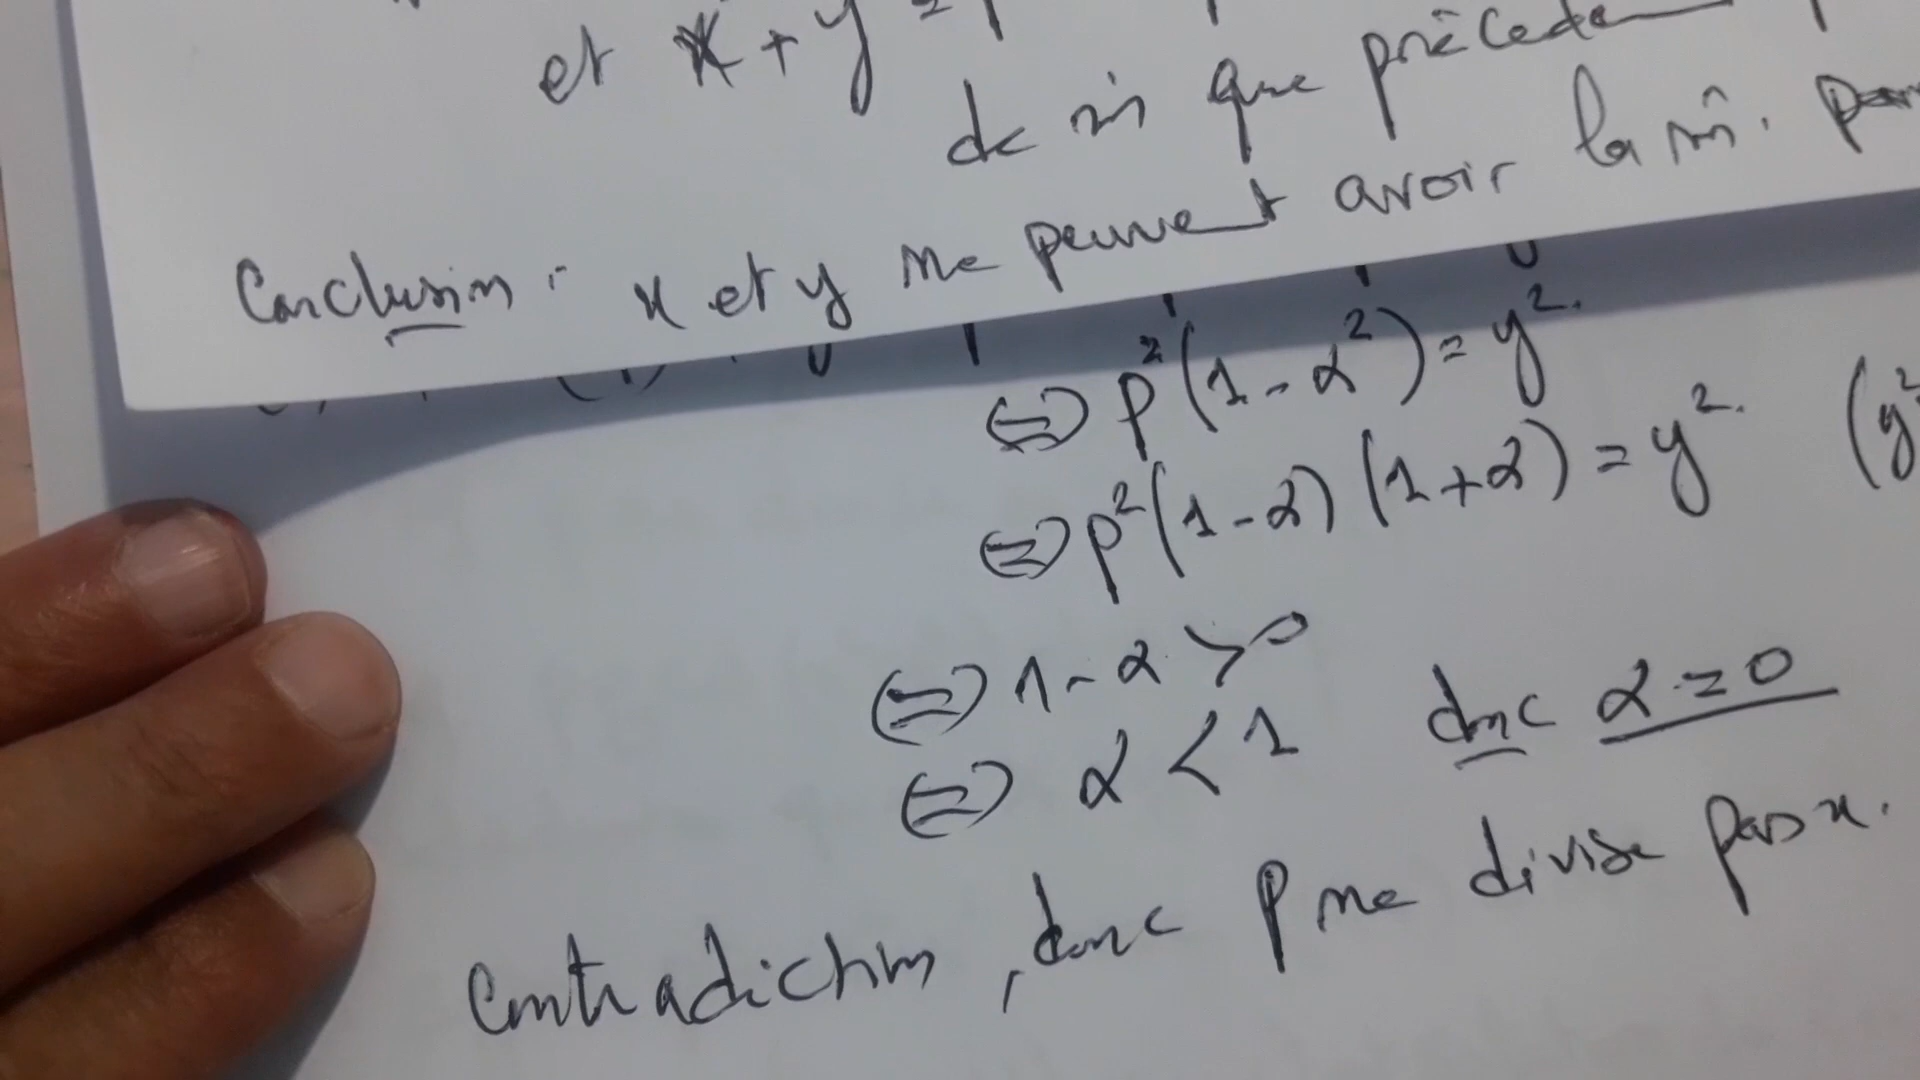 et x + y =
de m̂ que précéde
Conclusion : x et y ne peuvent avoir la m̂.
⇔ p²(1-α²) = y².
⇔ p²(1-α)(1+α) = y². (y²
⇔ 1-α > 0
⇔ α < 1 donc α = 0
Contradiction, donc p ne divise pas x.